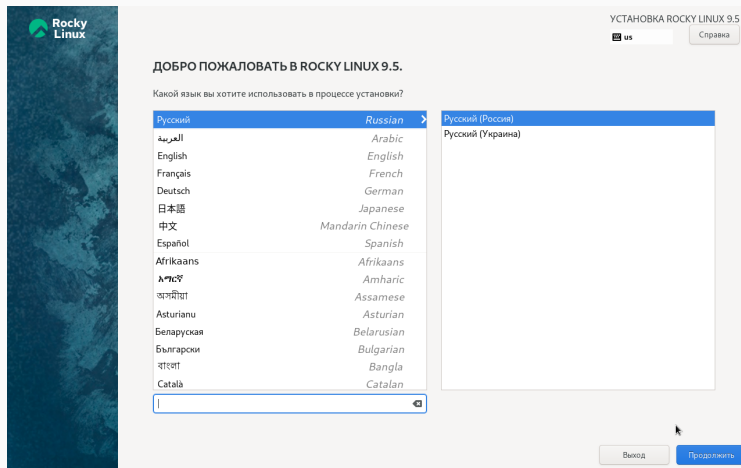 Rocky
Linux
УСТАНОВКА ROCKY LINUX 9.5
us
Справка
ДОБРО ПОЖАЛОВАТЬ В ROCKY LINUX 9.5.
Какой язык вы хотите использовать в процессе установки?
Русский Russian
العربية Arabic
English English
Français French
Deutsch German
日本語 Japanese
中文 Mandarin Chinese
Español Spanish
Afrikaans Afrikaans
አማርኛ Amharic
অসমীয়া Assamese
Asturianu Asturian
Беларуская Belarusian
Български Bulgarian
বাংলা Bangla
Català Catalan
Русский (Россия)
Русский (Украина)
Выход
Продолжить